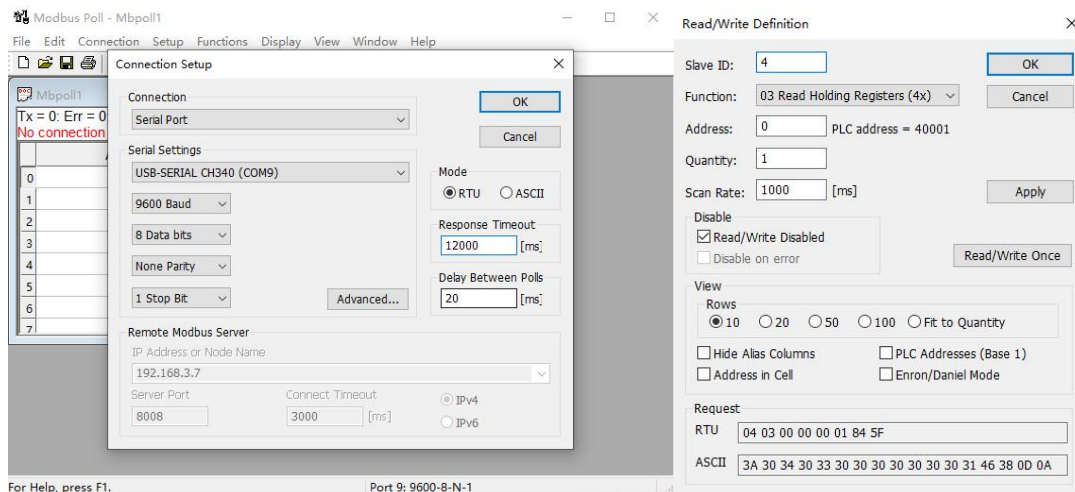 Modbus Poll - Mbpoll1
File Edit Connection Setup Functions Display View Window Help
Mbpoll1
Tx = 0: Err = 0
No connection
0
1
2
3
4
5
6
7
Connection Setup
Connection
Serial Port
OK
Cancel
Serial Settings
USB-SERIAL CH340 (COM9)
9600 Baud
8 Data bits
None Parity
1 Stop Bit
Advanced...
Mode
RTU
ASCII
Response Timeout
12000 [ms]
Delay Between Polls
20 [ms]
Remote Modbus Server
IP Address or Node Name
192.168.3.7
Server Port
Connect Timeout
8008
3000 [ms]
IPv4
IPv6
For Help, press F1.
Port 9: 9600-8-N-1
Read/Write Definition
Slave ID: 4
OK
Function: 03 Read Holding Registers (4x)
Cancel
Address: 0 PLC address = 40001
Quantity: 1
Scan Rate: 1000 [ms]
Apply
Disable
Read/Write Disabled
Disable on error
Read/Write Once
View
Rows
10 20 50 100 Fit to Quantity
Hide Alias Columns
PLC Addresses (Base 1)
Address in Cell
Enron/Daniel Mode
Request
RTU 04 03 00 00 00 01 84 5F
ASCII 3A 30 34 30 33 30 30 30 30 30 30 30 31 46 38 0D 0A